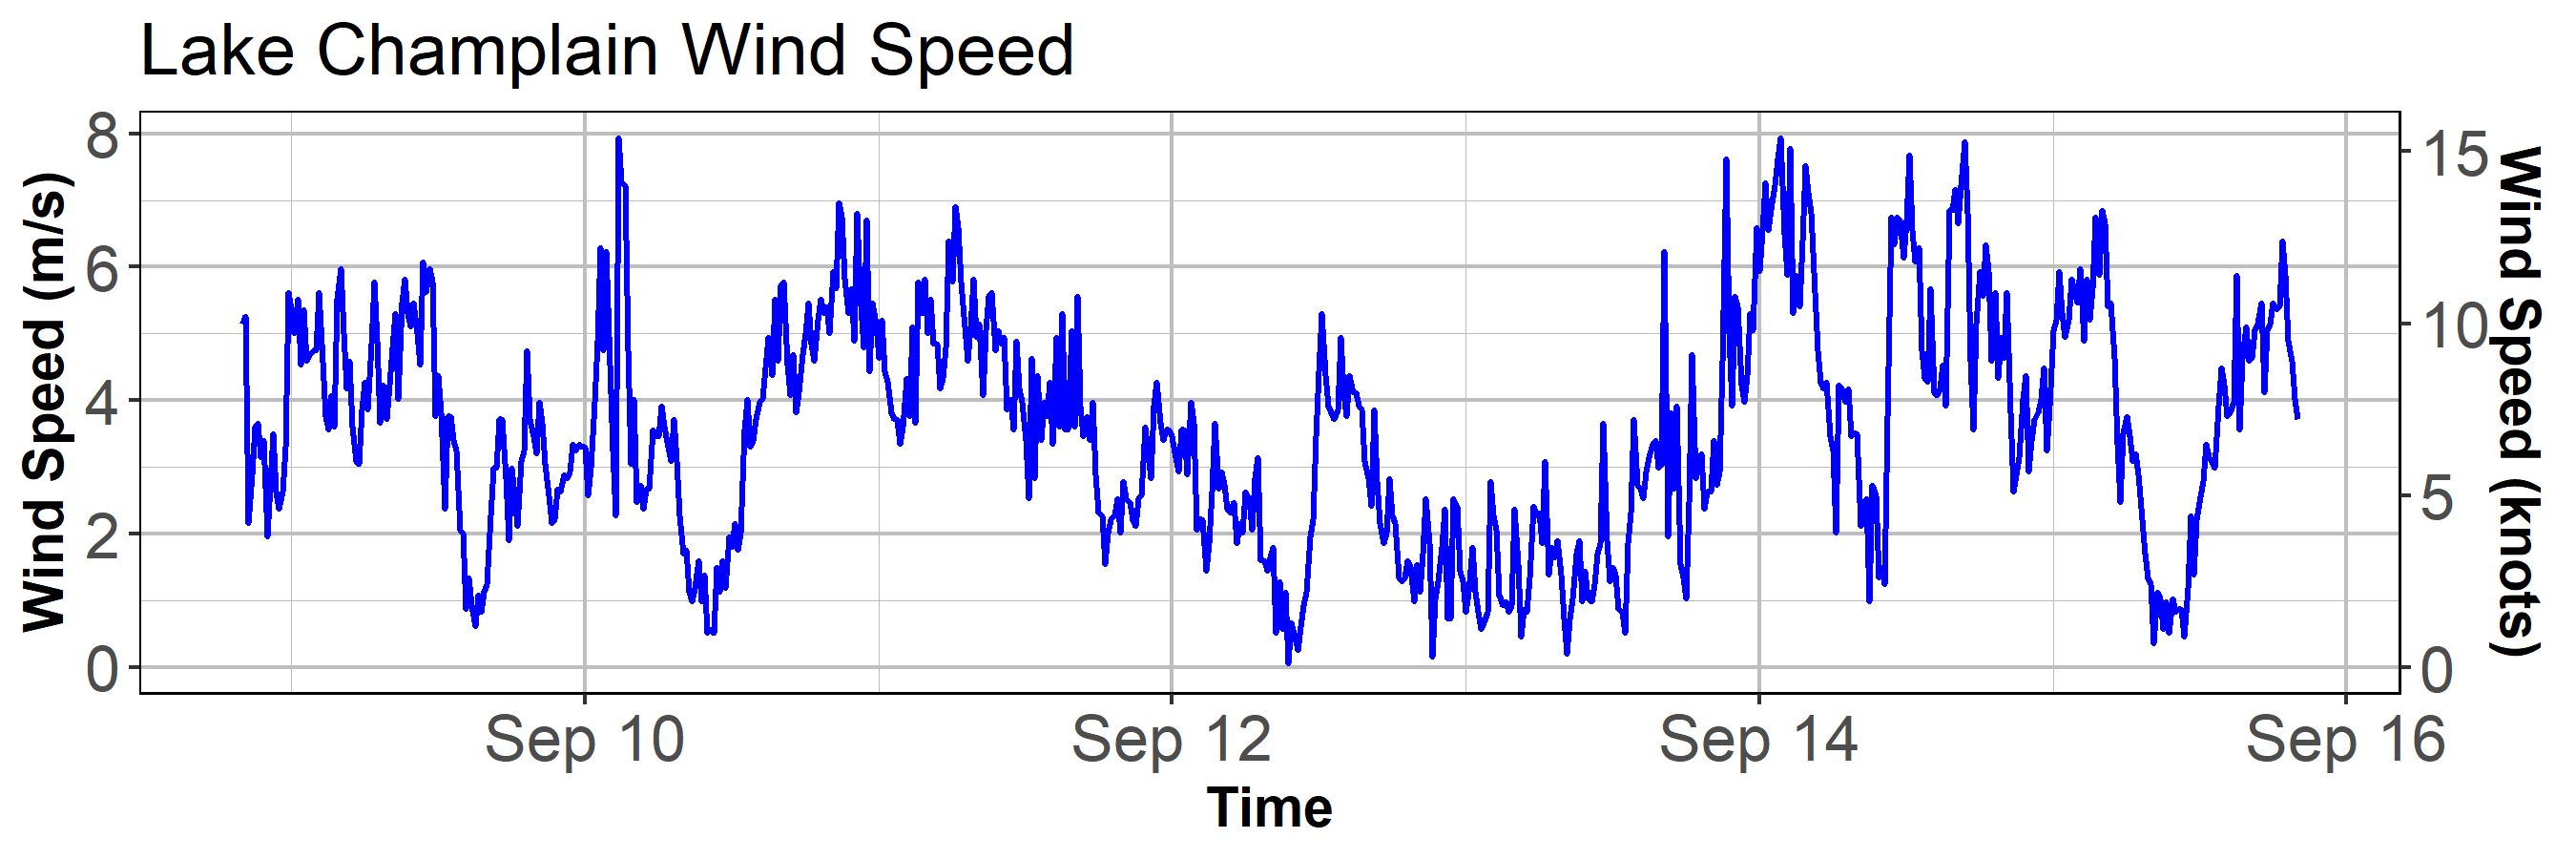 Lake Champlain Wind Speed
Wind Speed (m/s)
8
6
4
2
0
15
10
5
0
Wind Speed (knots)
Sep 10
Sep 12
Sep 14
Sep 16
Time